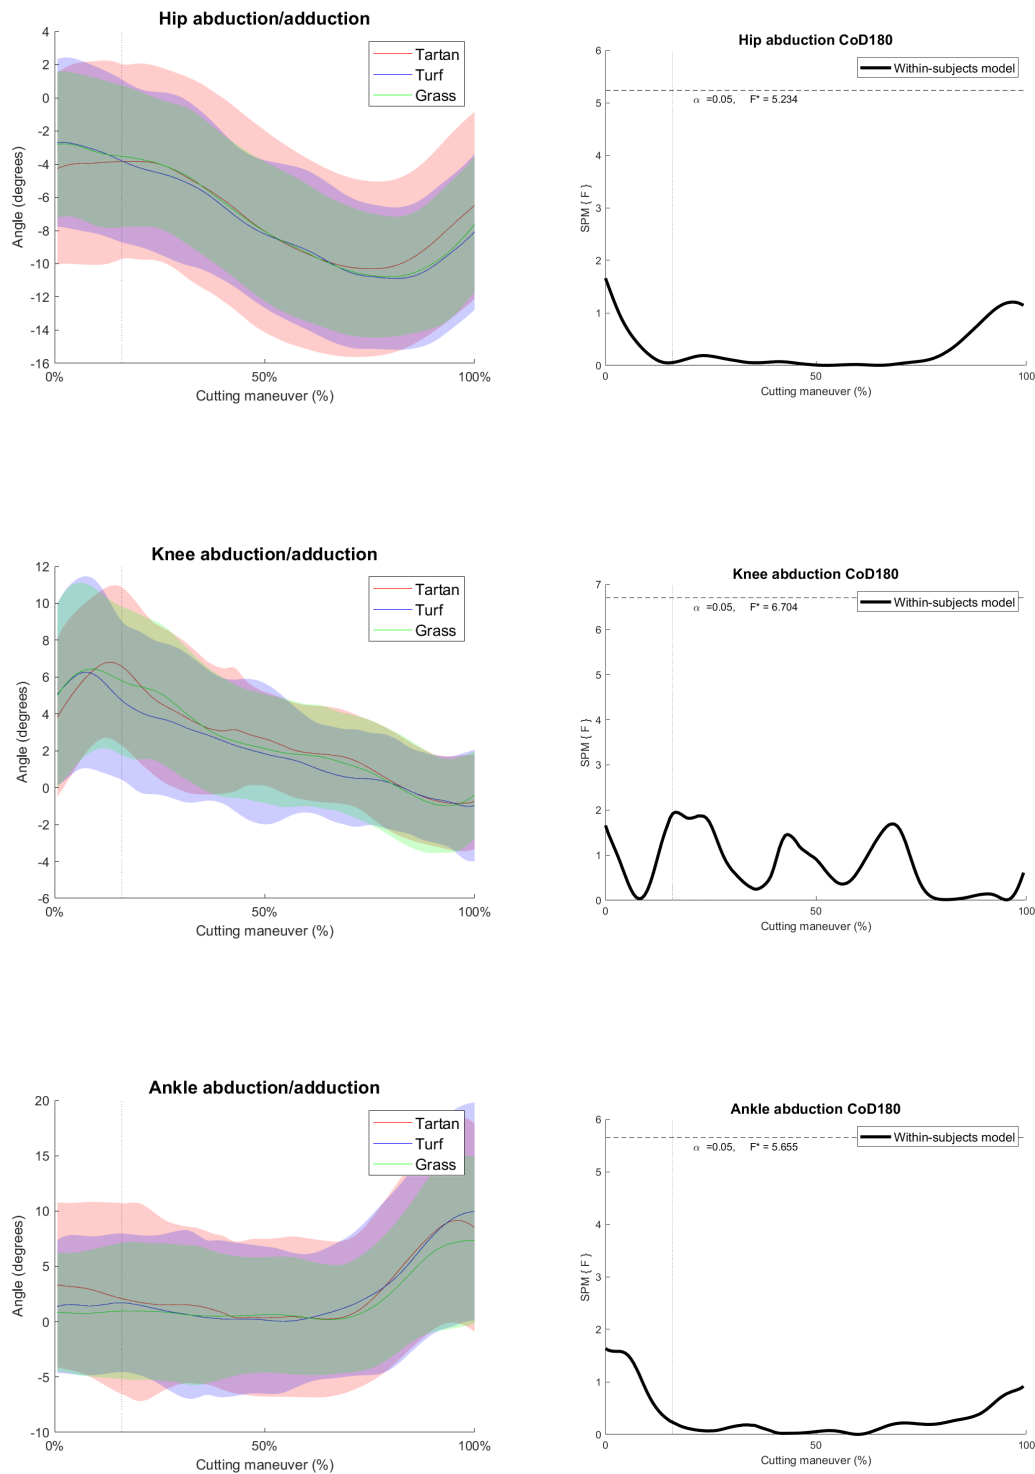 Hip abduction/adduction
4
2
0
-2
-4
-6
-8
-10
-12
-14
-16
Angle (degrees)
Tartan
Turf
Grass
0%
50%
100%
Cutting maneuver (%)
Hip abduction CoD180
6
5
4
3
2
1
0
SPM { F }
Within-subjects model
α =0.05, F* = 5.234
0
50
100
Cutting maneuver (%)
Knee abduction/adduction
12
10
8
6
4
2
0
-2
-4
-6
Angle (degrees)
Tartan
Turf
Grass
0%
50%
100%
Cutting maneuver (%)
Knee abduction CoD180
7
6
5
4
3
2
1
0
SPM { F }
Within-subjects model
α =0.05, F* = 6.704
0
50
100
Cutting maneuver (%)
Ankle abduction/adduction
20
15
10
5
0
-5
-10
Angle (degrees)
Tartan
Turf
Grass
0%
50%
100%
Cutting maneuver (%)
Ankle abduction CoD180
6
5
4
3
2
1
0
SPM { F }
Within-subjects model
α =0.05, F* = 5.655
0
50
100
Cutting maneuver (%)